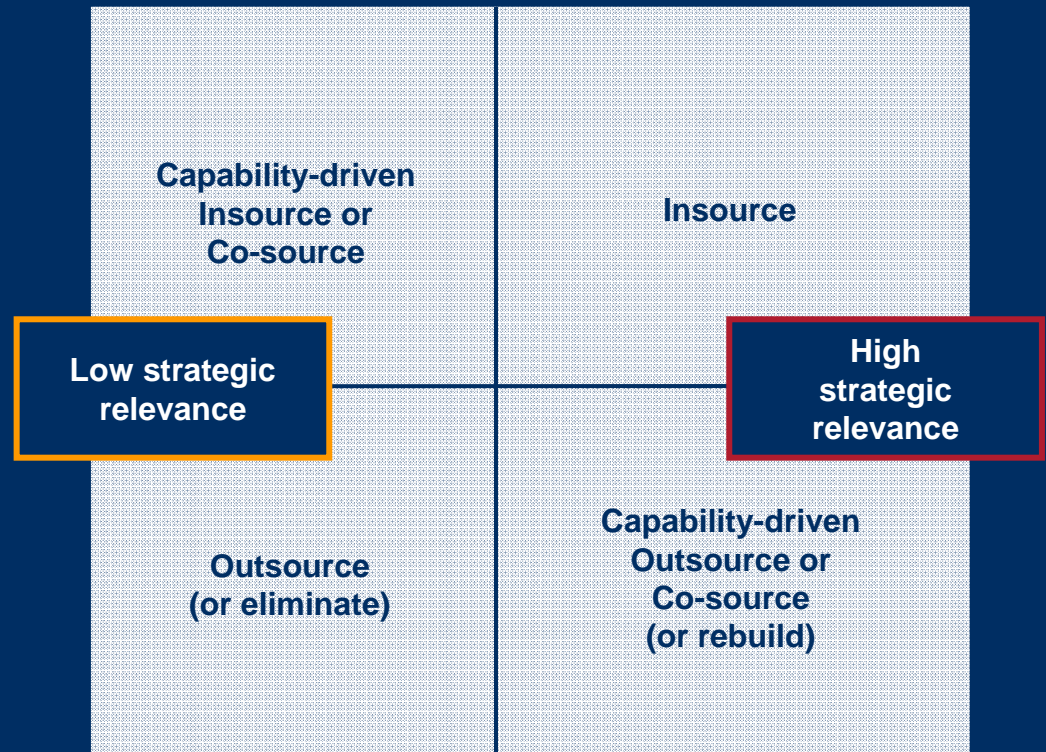 Capability-driven
Insource or
Co-source
Insource
Low strategic
relevance
High
strategic
relevance
Outsource
(or eliminate)
Capability-driven
Outsource or
Co-source
(or rebuild)